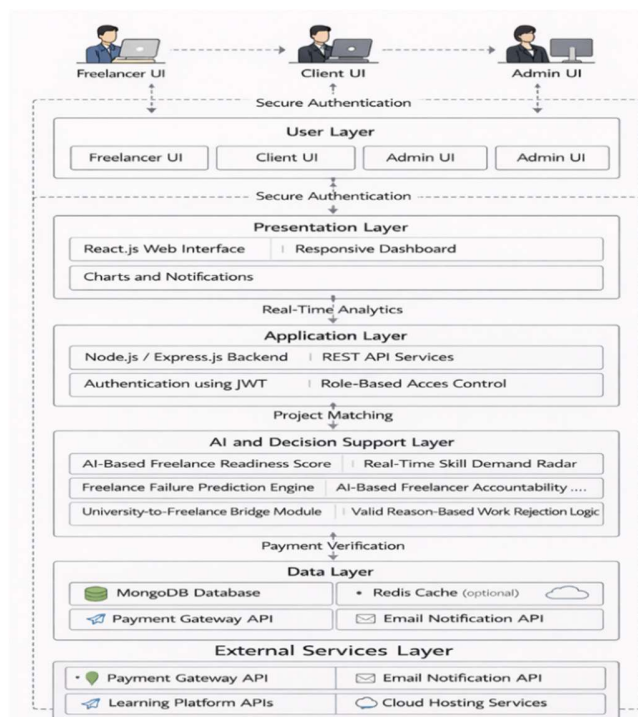 Freelancer UI Client UI Admin UI
Secure Authentication
User Layer
Freelancer UI Client UI Admin UI Admin UI
Secure Authentication
Presentation Layer
React.js Web Interface | Responsive Dashboard
Charts and Notifications
Real-Time Analytics
Application Layer
Node.js / Express.js Backend | REST API Services
Authentication using JWT | Role-Based Acces Control
Project Matching
AI and Decision Support Layer
AI-Based Freelance Readiness Score | Real-Time Skill Demand Radar
Freelance Failure Prediction Engine AI-Based Freelancer Accountability ....
University-to-Freelance Bridge Module | Valid Reason-Based Work Rejection Logic
Payment Verification
Data Layer
MongoDB Database • Redis Cache (optional)
Payment Gateway API Email Notification API
External Services Layer
• Payment Gateway API Email Notification API
Learning Platform APIs Cloud Hosting Services